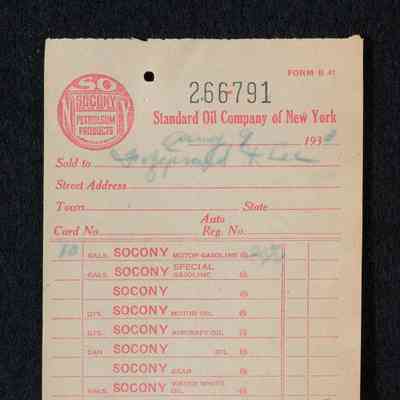 FORM B 41
SO
SOCONY
PETROLEUM
PRODUCTS
266791
Standard Oil Company of New York
193
Sold to
Street Address
Town State
Auto
Card No. Reg. No.
10 GALS. SOCONY MOTOR GASOLINE @
GALS. SOCONY SPECIAL GASOLINE @
SOCONY @
QTS. SOCONY MOTOR OIL @
QTS. SOCONY AIRCRAFT OIL @
CAN SOCONY OIL @
SOCONY GEAR @
GALS. SOCONY WATER WHITE OIL @